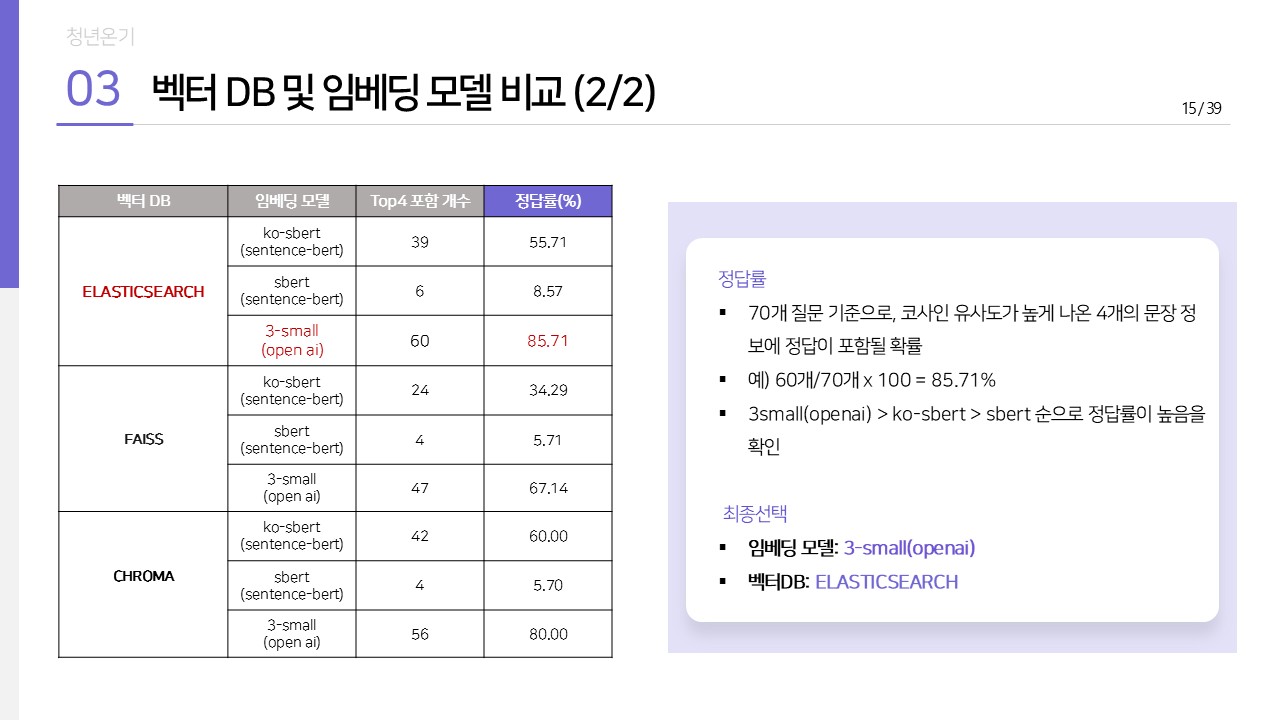 청년온기
03 벡터 DB 및 임베딩 모델 비교 (2/2)
15 / 39
벡터 DB 임베딩 모델 Top4 포함 개수 정답률(%)
ELASTICSEARCH
ko-sbert
(sentence-bert)
39 55.71
sbert
(sentence-bert)
6 8.57
3-small
(open ai)
60 85.71
FAISS
ko-sbert
(sentence-bert)
24 34.29
sbert
(sentence-bert)
4 5.71
3-small
(open ai)
47 67.14
CHROMA
ko-sbert
(sentence-bert)
42 60.00
sbert
(sentence-bert)
4 5.70
3-small
(open ai)
56 80.00
정답률
▪ 70개 질문 기준으로, 코사인 유사도가 높게 나온 4개의 문장 정
보에 정답이 포함될 확률
▪ 예) 60개/70개 x 100 = 85.71%
▪ 3small(openai) > ko-sbert > sbert 순으로 정답률이 높음을
확인
최종선택
▪ 임베딩 모델: 3-small(openai)
▪ 벡터DB: ELASTICSEARCH